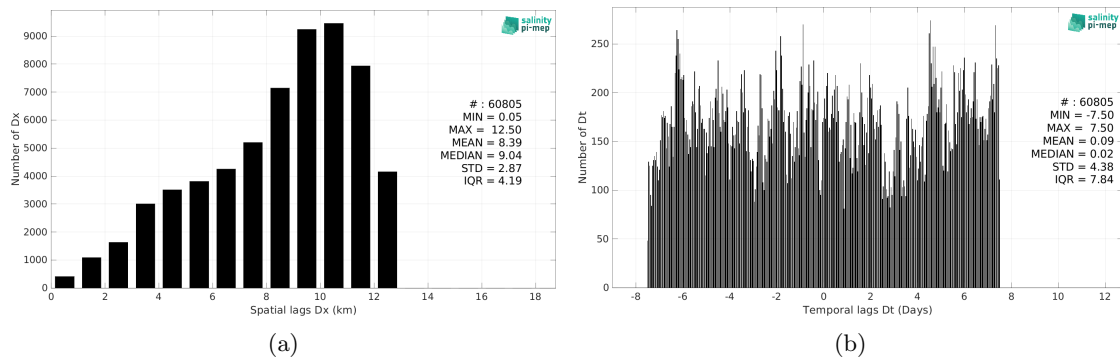 salinity
pi-mep
9000
8000
7000
6000
5000
4000
3000
2000
1000
0
Number of Dx
# : 60805
MIN = 0.05
MAX = 12.50
MEAN = 8.39
MEDIAN = 9.04
STD = 2.87
IQR = 4.19
0 2 4 6 8 10 12 14 16 18
Spatial lags Dx (km)
(a)
salinity
pi-mep
250
200
150
100
50
0
Number of Dt
# : 60805
MIN = -7.50
MAX = 7.50
MEAN = 0.09
MEDIAN = 0.02
STD = 4.38
IQR = 7.84
-8 -6 -4 -2 0 2 4 6 8 10 12
Temporal lags Dt (Days)
(b)